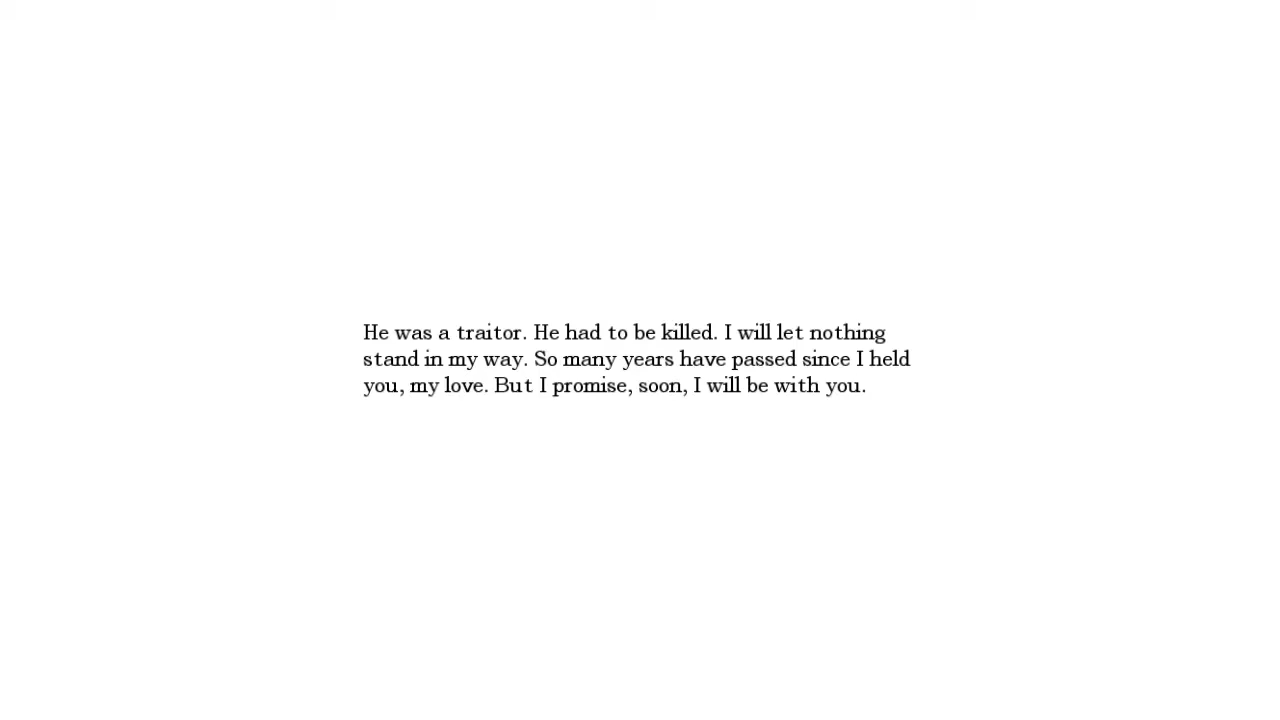 He was a traitor. He had to be killed. I will let nothing
stand in my way. So many years have passed since I held
you, my love. But I promise, soon, I will be with you.